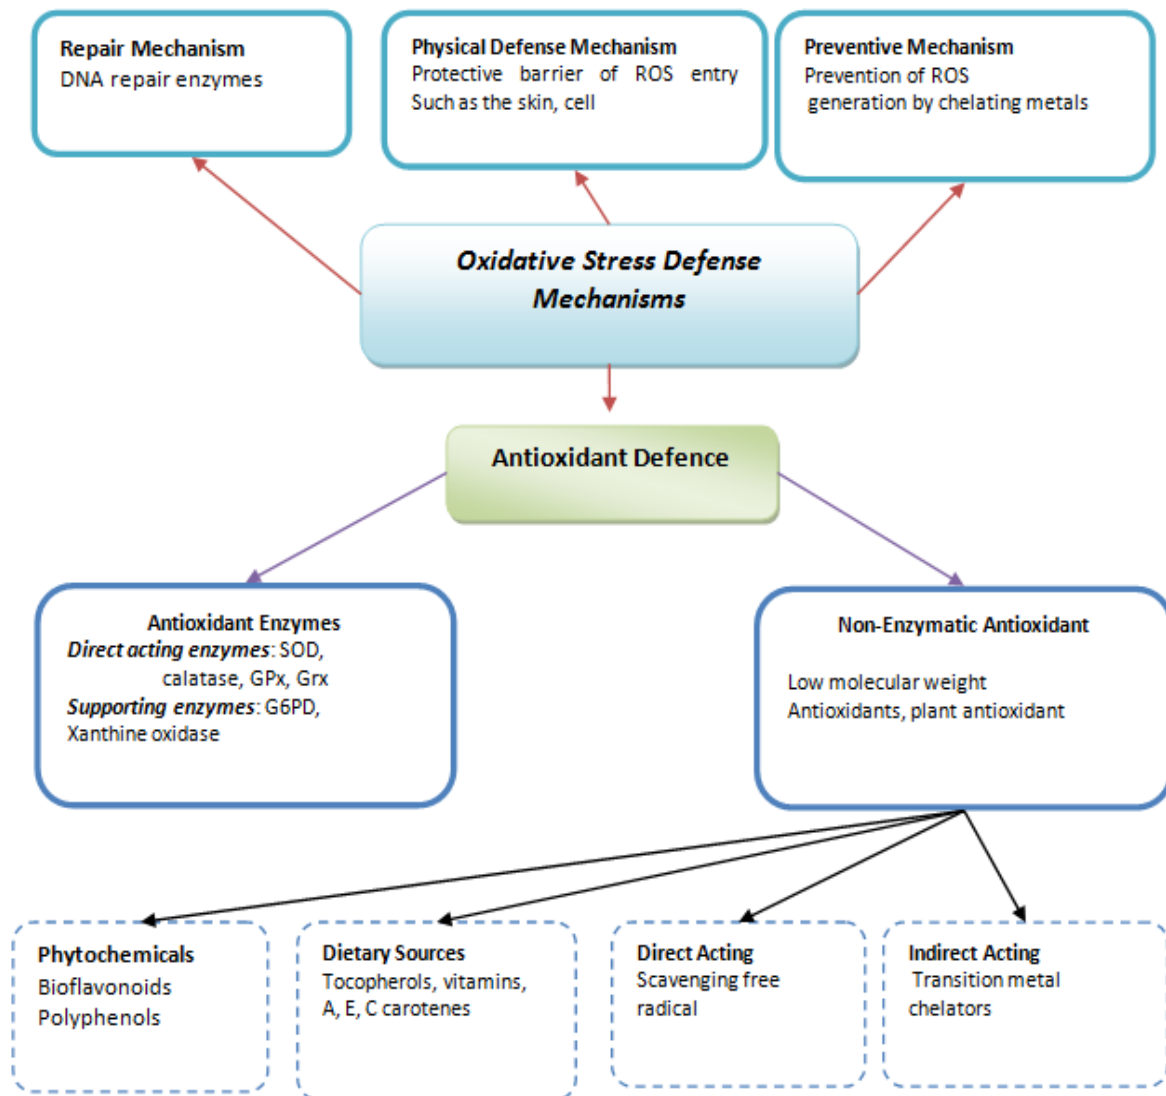 Repair Mechanism
DNA repair enzymes
Physical Defense Mechanism
Protective barrier of ROS entry
Such as the skin, cell
Preventive Mechanism
Prevention of ROS
generation by chelating metals
Oxidative Stress Defense
Mechanisms
Antioxidant Defence
Antioxidant Enzymes
Direct acting enzymes: SOD,
calatase, GPx, Grx
Supporting enzymes: G6PD,
Xanthine oxidase
Non-Enzymatic Antioxidant
Low molecular weight
Antioxidants, plant antioxidant
Phytochemicals
Bioflavonoids
Polyphenols
Dietary Sources
Tocopherols, vitamins,
A, E, C carotenes
Direct Acting
Scavenging free
radical
Indirect Acting
Transition metal
chelators